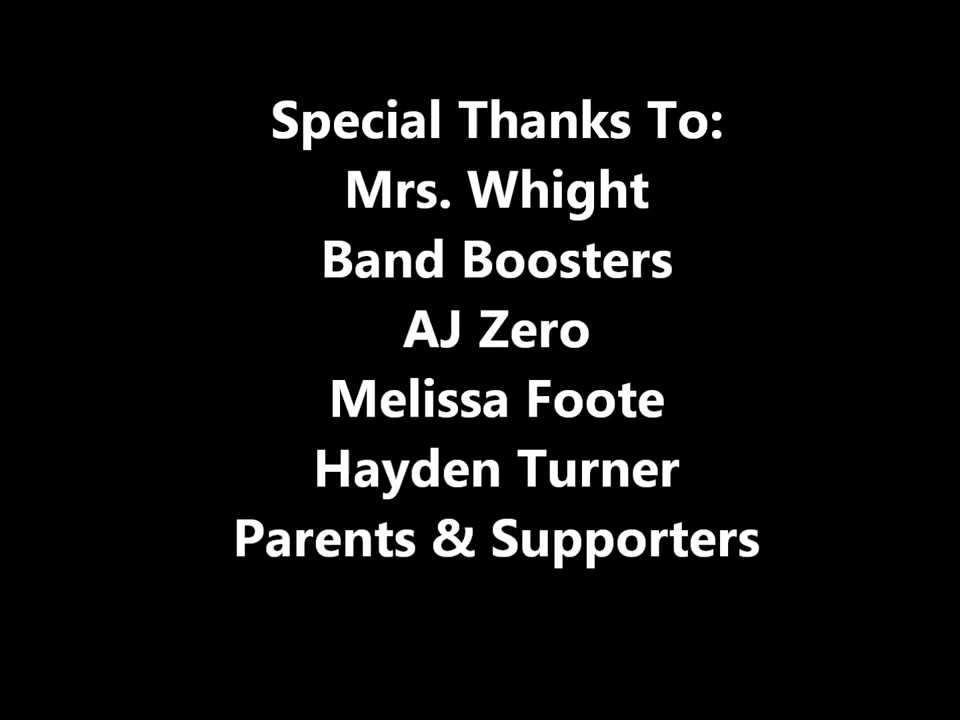 Special Thanks To:
Mrs. Whight
Band Boosters
AJ Zero
Melissa Foote
Hayden Turner
Parents & Supporters